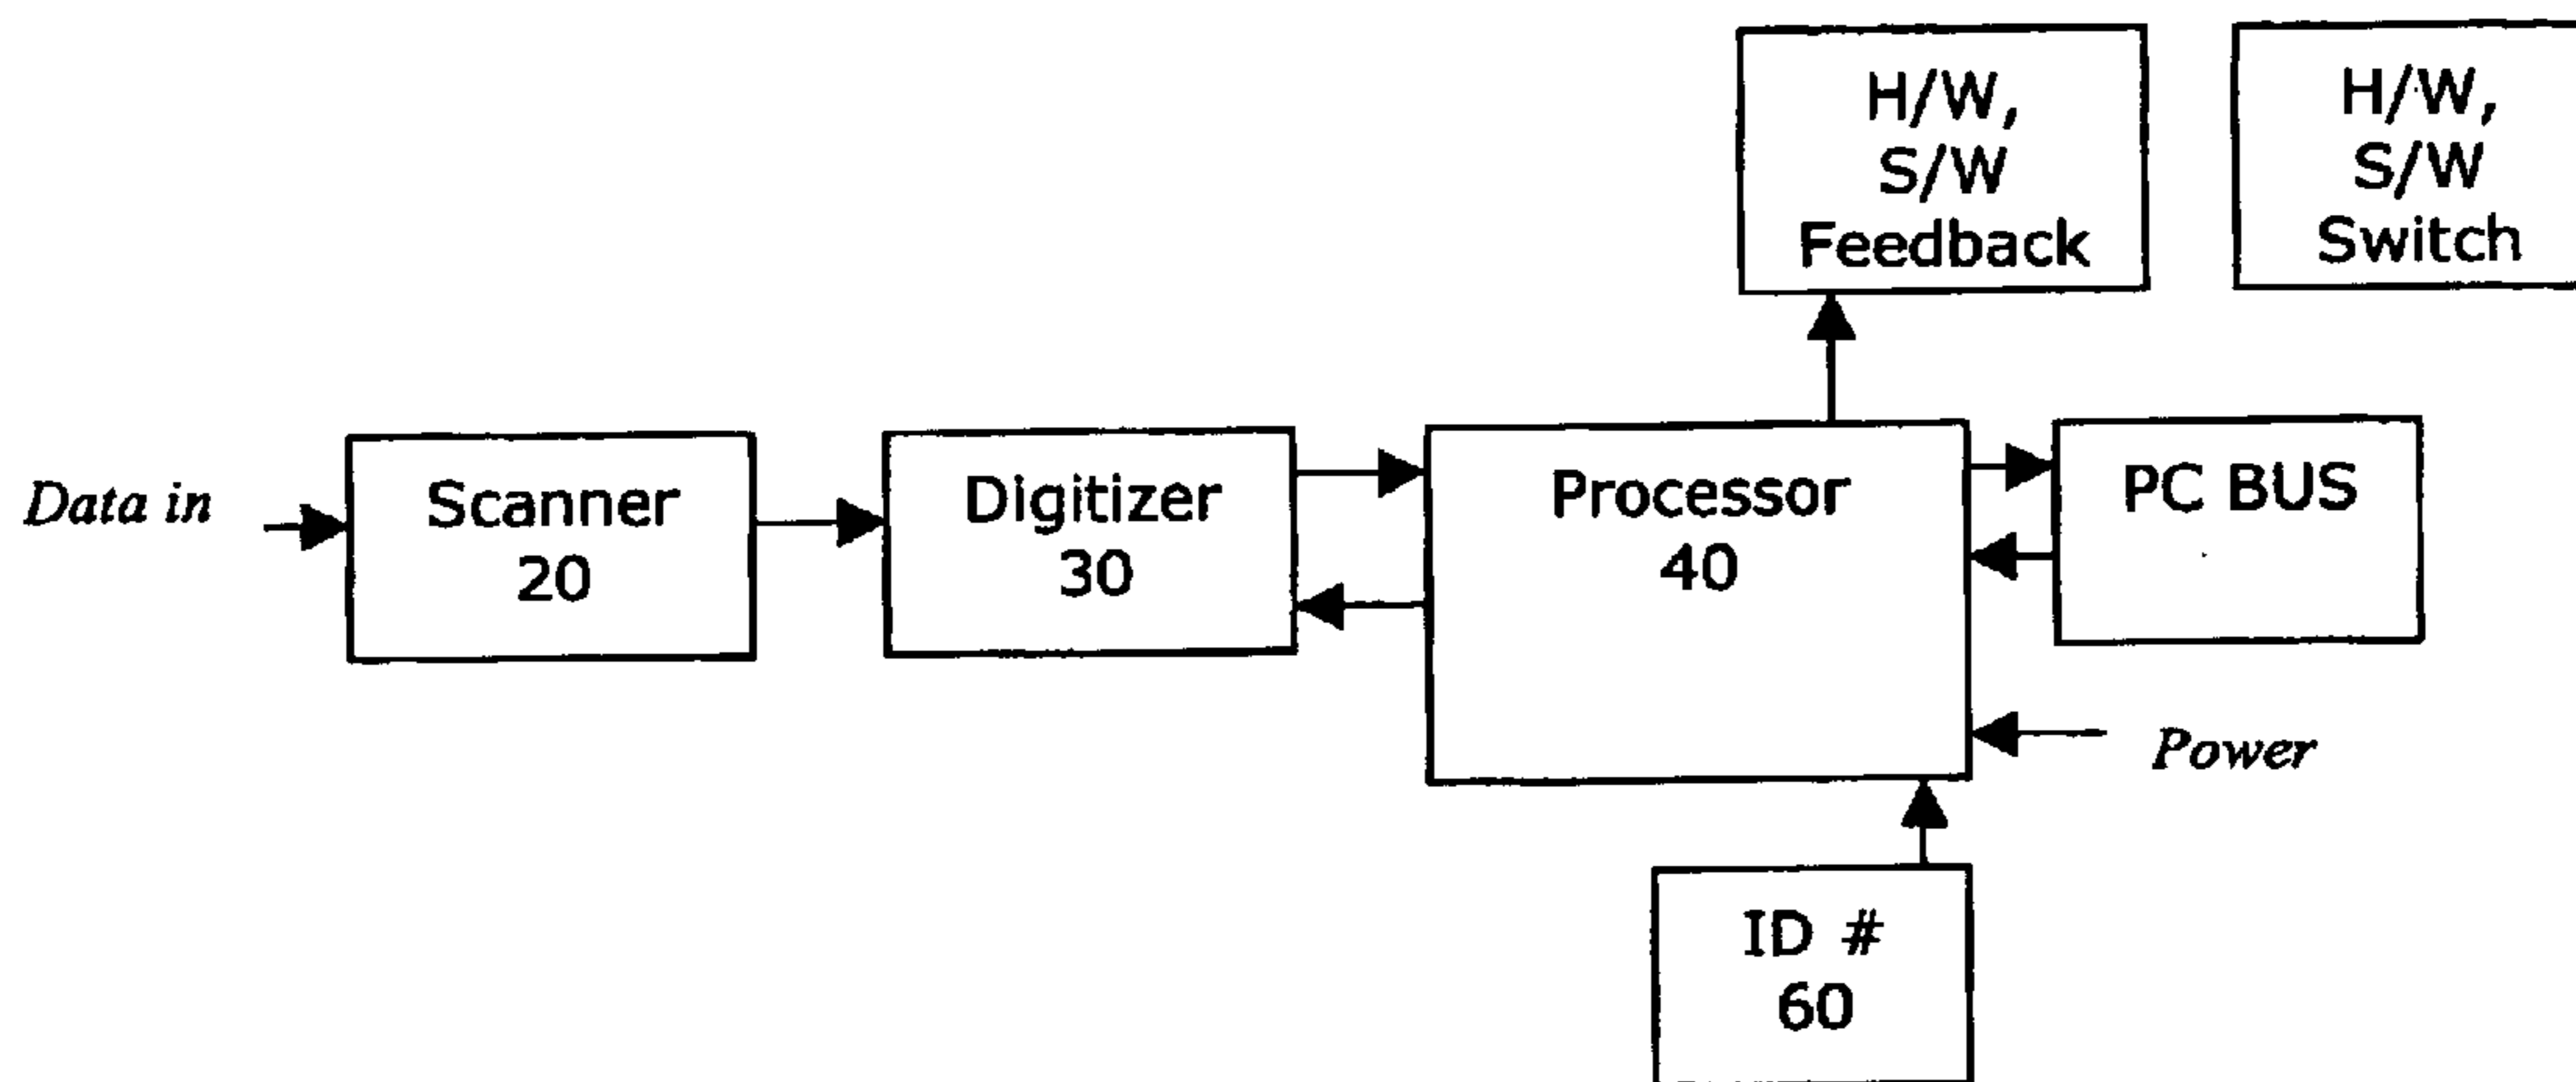 H/W,
S/W
Feedback
H/W,
S/W
Switch
Data in
Scanner
20
Digitizer
30
Processor
40
PC BUS
Power
ID #
60